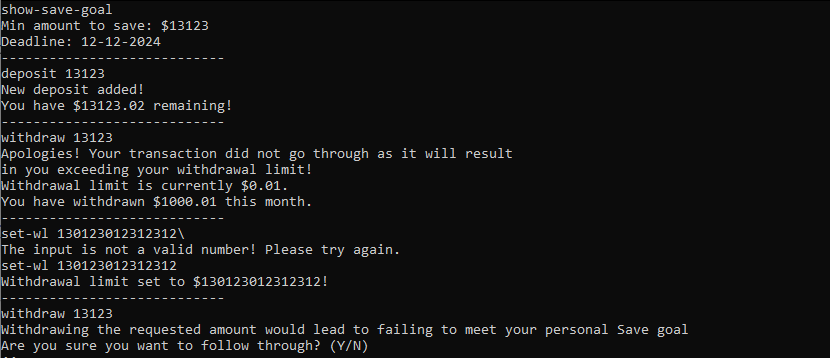 show-save-goal
Min amount to save: $13123
Deadline: 12-12-2024
----------------------------
deposit 13123
New deposit added!
You have $13123.02 remaining!
----------------------------
withdraw 13123
Apologies! Your transaction did not go through as it will result
in you exceeding your withdrawal limit!
Withdrawal limit is currently $0.01.
You have withdrawn $1000.01 this month.
----------------------------
set-wl 130123012312312\
The input is not a valid number! Please try again.
set-wl 130123012312312
Withdrawal limit set to $130123012312312!
----------------------------
withdraw 13123
Withdrawing the requested amount would lead to failing to meet your personal Save goal
Are you sure you want to follow through? (Y/N)